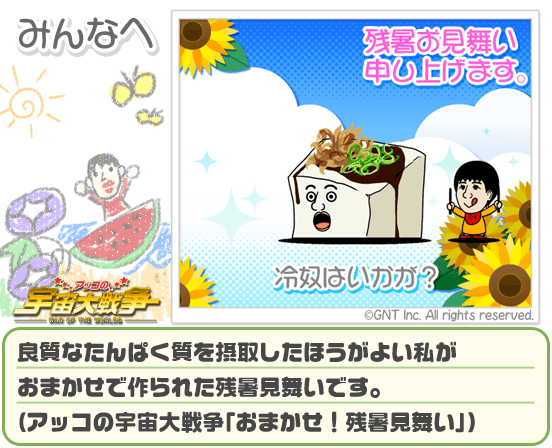 みんなへ
残暑お見舞い
申し上げます。
冷奴はいかが？
アッコの
宇宙大戦争
WAR OF THE WORLDS
©GNT Inc. All rights reserved.
良質なたんぱく質を摂取したほうがよい私が
おまかせで作られた残暑見舞いです。
(アッコの宇宙大戦争「おまかせ！残暑見舞い」)